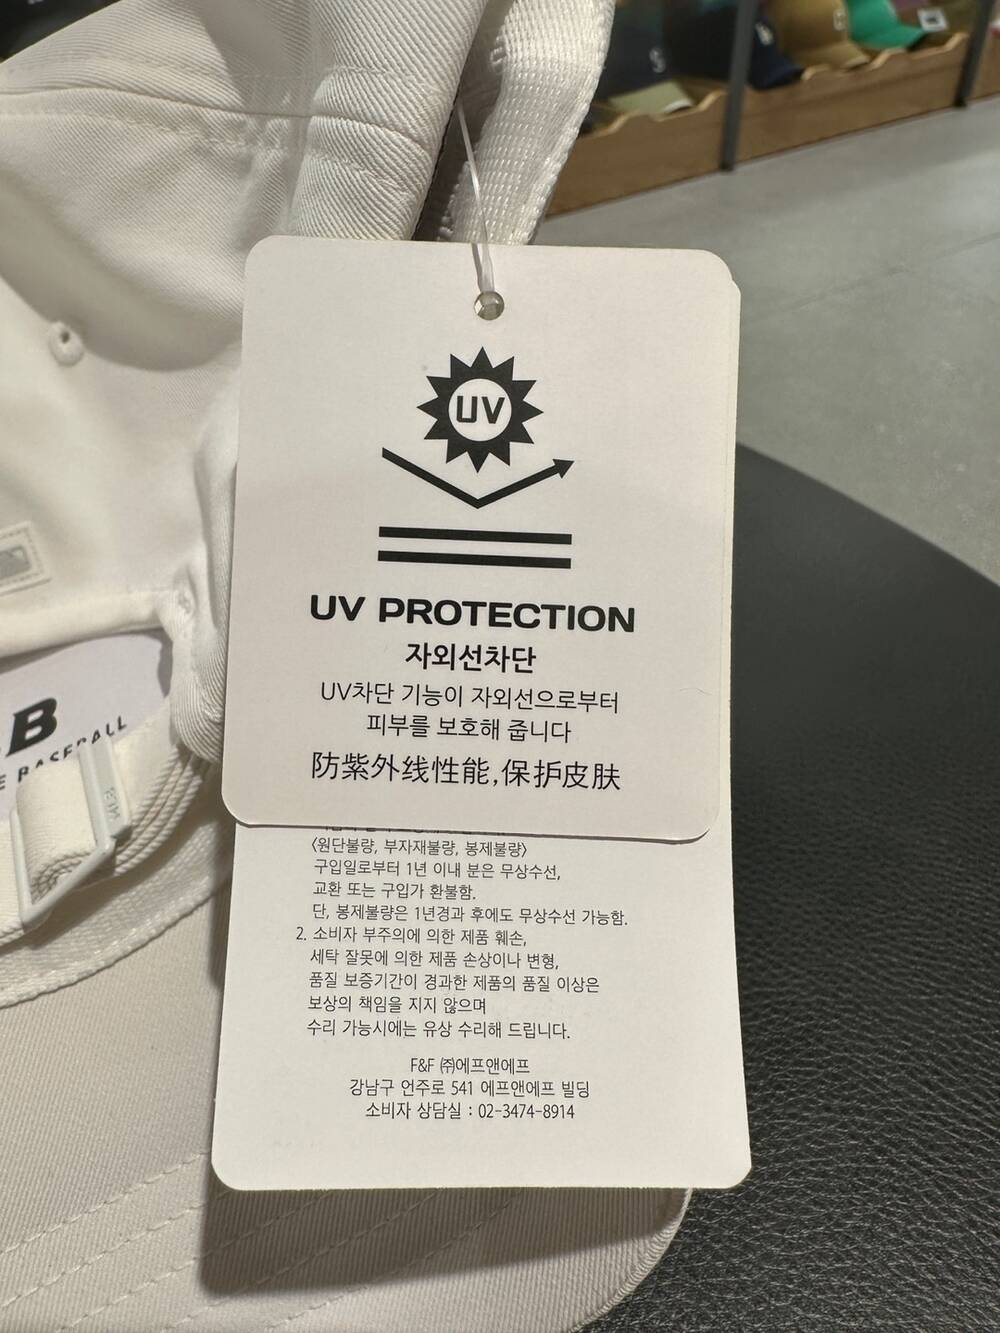 UV
UV PROTECTION
자외선차단
UV차단 기능이 자외선으로부터
피부를 보호해 줍니다
防紫外线性能,保护皮肤
〈원단불량, 부자재불량, 봉제불량〉
구입일로부터 1년 이내 분은 무상수선,
교환 또는 구입가 환불함.
단, 봉제불량은 1년경과 후에도 무상수선 가능함.
2. 소비자 부주의에 의한 제품 훼손,
세탁 잘못에 의한 제품 손상이나 변형,
품질 보증기간이 경과한 제품의 품질 이상은
보상의 책임을 지지 않으며
수리 가능시에는 유상 수리해 드립니다.
F&F ㈜에프앤에프
강남구 언주로 541 에프앤에프 빌딩
소비자 상담실 : 02-3474-8914
B
E BASEBALL